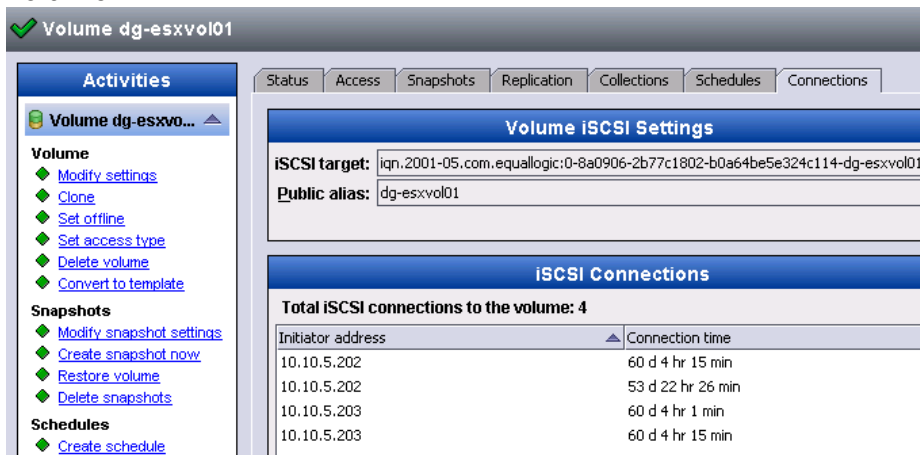 Volume dg-esxvol01
Activities
Volume dg-esxvo...
Volume
Modify settings
Clone
Set offline
Set access type
Delete volume
Convert to template
Snapshots
Modify snapshot settings
Create snapshot now
Restore volume
Delete snapshots
Schedules
Create schedule
Status Access Snapshots Replication Collections Schedules Connections
Volume iSCSI Settings
iSCSI target: iqn.2001-05.com.equallogic:0-8a0906-2b77c1802-b0a64be5e324c114-dg-esxvol01
Public alias: dg-esxvol01
iSCSI Connections
Total iSCSI connections to the volume: 4
Initiator address Connection time
10.10.5.202 60 d 4 hr 15 min
10.10.5.202 53 d 22 hr 26 min
10.10.5.203 60 d 4 hr 1 min
10.10.5.203 60 d 4 hr 15 min